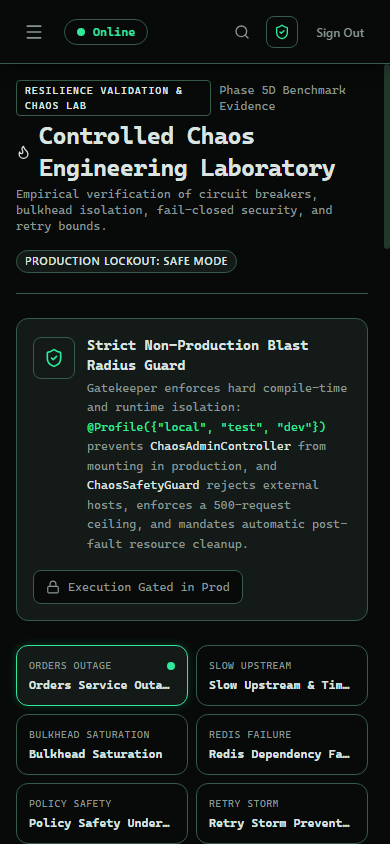 Online
Sign Out
RESILIENCE VALIDATION &
CHAOS LAB
Phase 5D Benchmark
Evidence
Controlled Chaos
Engineering Laboratory
Empirical verification of circuit breakers,
bulkhead isolation, fail-closed security, and
retry bounds.
PRODUCTION LOCKOUT: SAFE MODE
Strict Non-Production Blast
Radius Guard
Gatekeeper enforces hard compile-time
and runtime isolation:
@Profile({"local", "test", "dev"})
prevents ChaosAdminController from
mounting in production, and
ChaosSafetyGuard rejects external
hosts, enforces a 500-request
ceiling, and mandates automatic post-
fault resource cleanup.
Execution Gated in Prod
ORDERS OUTAGE
Orders Service Outa…
SLOW UPSTREAM
Slow Upstream & Tim…
BULKHEAD SATURATION
Bulkhead Saturation
REDIS FAILURE
Redis Dependency Fa…
POLICY SAFETY
Policy Safety Under…
RETRY STORM
Retry Storm Prevent…